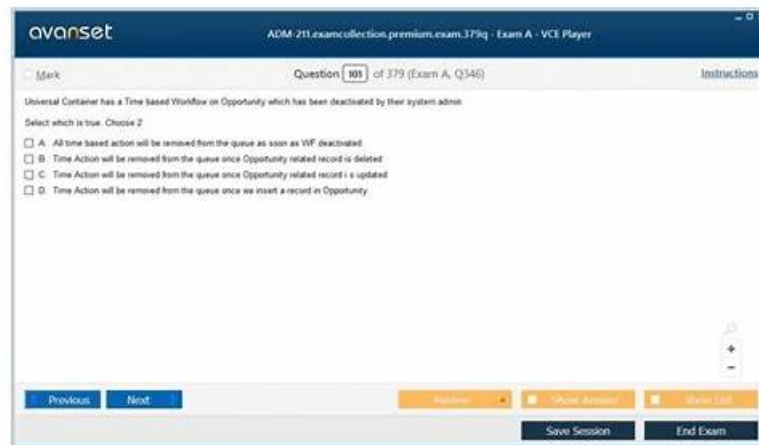 avanset
ADM-211.examcollection.premium.exam.379q - Exam A - VCE Player
Mark
Question 101 of 379 (Exam A, Q346)
Instructions
Universal Container has a Time based Workflow on Opportunity which has been deactivated by their system admin
Select which is true. Choose 2
A. All time based action will be removed from the queue as soon as WF deactivated
B. Time Action will be removed from the queue once Opportunity related record is deleted
C. Time Action will be removed from the queue once Opportunity related record i s updated
D. Time Action will be removed from the queue once we insert a record in Opportunity
Previous Next Review Show Answer Show List
Save Session End Exam